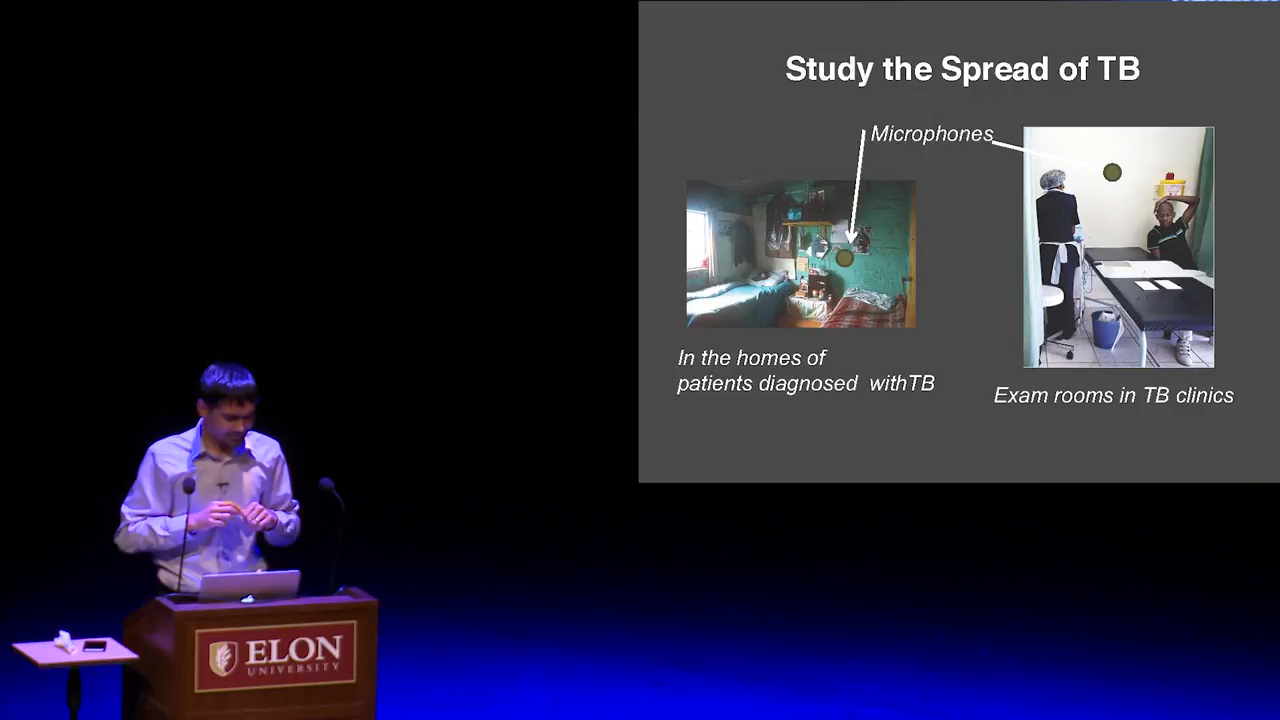 Study the Spread of TB
Microphones
In the homes of
patients diagnosed withTB
Exam rooms in TB clinics
ELON
UNIVERSITY